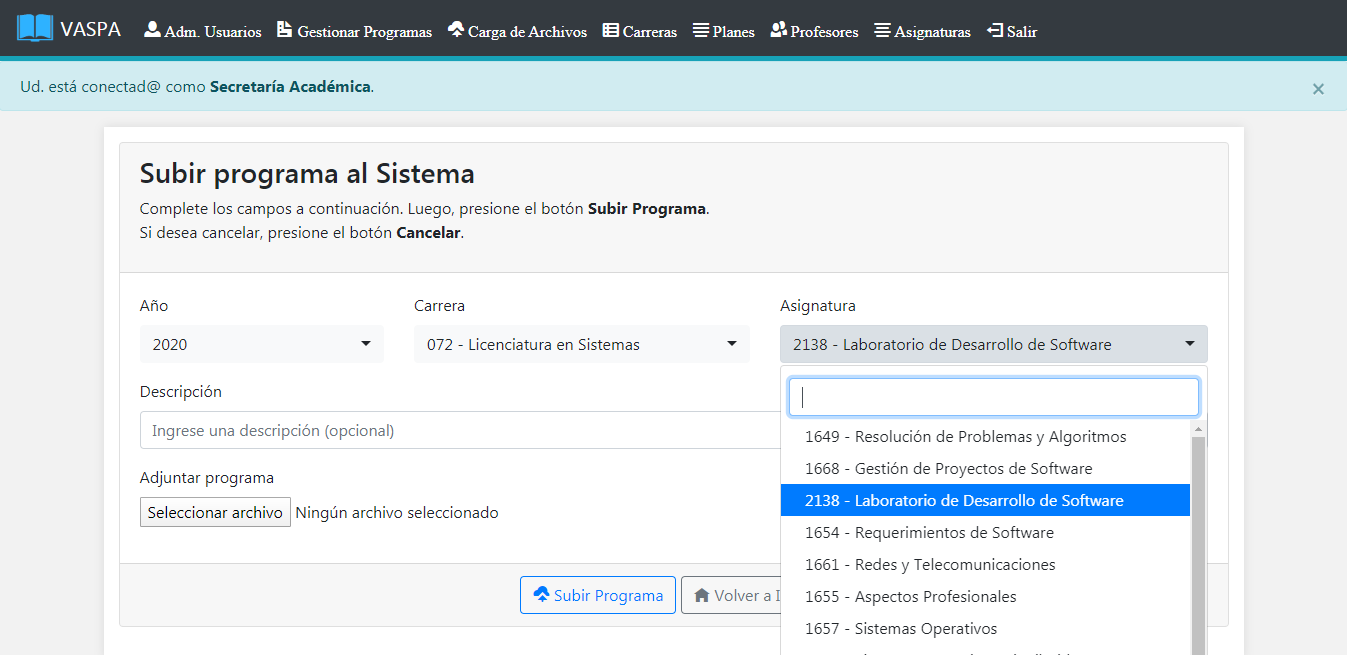 VASPA Adm. Usuarios Gestionar Programas Carga de Archivos Carreras Planes Profesores Asignaturas Salir
Ud. está conectad@ como Secretaría Académica.
×
Subir programa al Sistema
Complete los campos a continuación. Luego, presione el botón Subir Programa.
Si desea cancelar, presione el botón Cancelar.
Año
Carrera
Asignatura
2020
072 - Licenciatura en Sistemas
2138 - Laboratorio de Desarrollo de Software
Descripción
Ingrese una descripción (opcional)
Adjuntar programa
Seleccionar archivo Ningún archivo seleccionado
1649 - Resolución de Problemas y Algoritmos
1668 - Gestión de Proyectos de Software
2138 - Laboratorio de Desarrollo de Software
1654 - Requerimientos de Software
1661 - Redes y Telecomunicaciones
1655 - Aspectos Profesionales
1657 - Sistemas Operativos
Subir Programa
Volver a